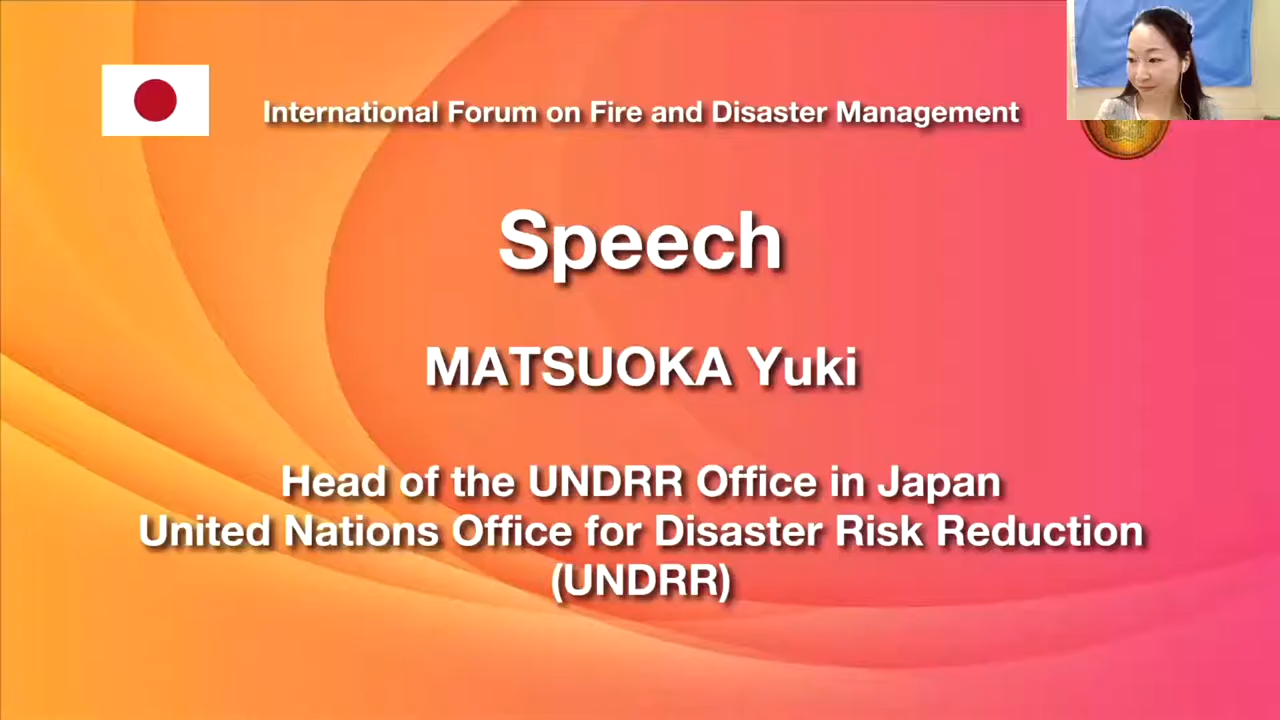 International Forum on Fire and Disaster Management
Speech
MATSUOKA Yuki
Head of the UNDRR Office in Japan
United Nations Office for Disaster Risk Reduction
(UNDRR)